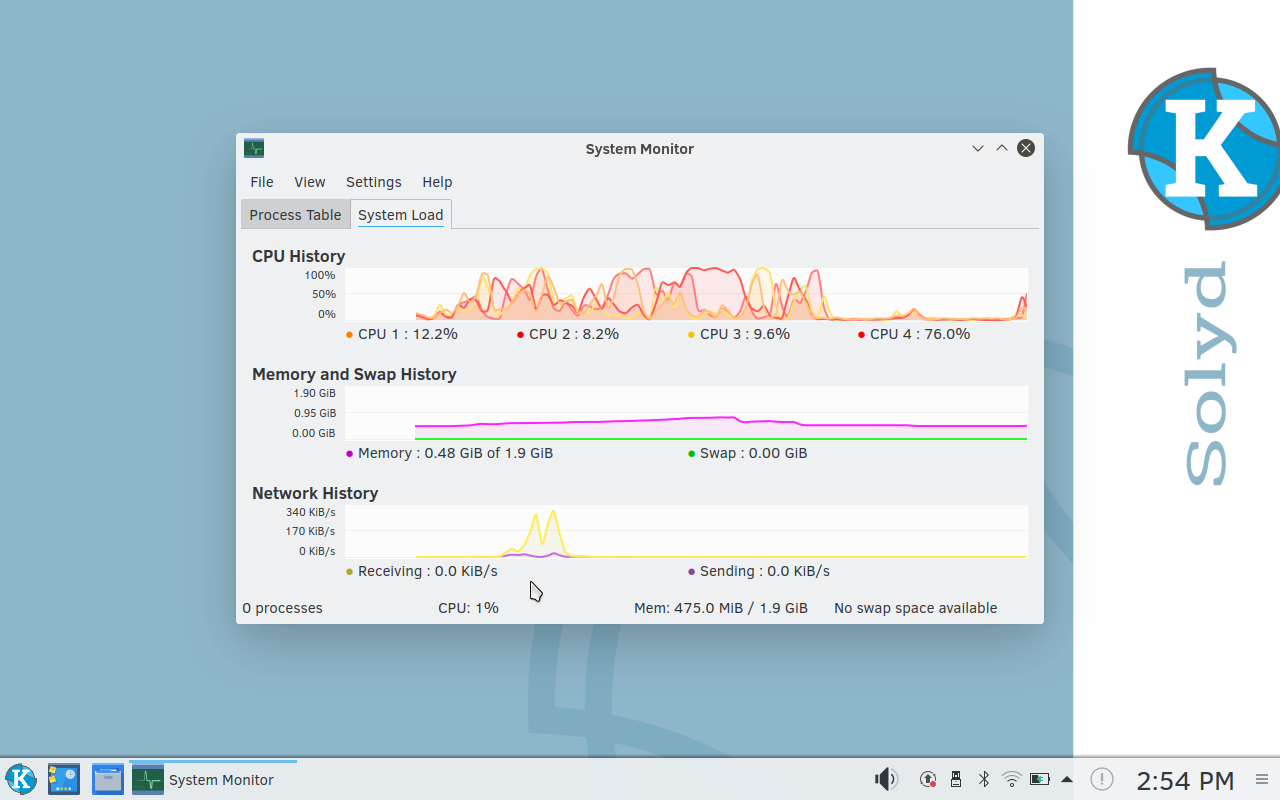 System Monitor
File View Settings Help
Process Table System Load
CPU History
100%
50%
0%
CPU 1 : 12.2% CPU 2 : 8.2% CPU 3 : 9.6% CPU 4 : 76.0%
Memory and Swap History
1.90 GiB
0.95 GiB
0.00 GiB
Memory : 0.48 GiB of 1.9 GiB Swap : 0.00 GiB
Network History
340 KiB/s
170 KiB/s
0 KiB/s
Receiving : 0.0 KiB/s Sending : 0.0 KiB/s
0 processes CPU: 1% Mem: 475.0 MiB / 1.9 GiB No swap space available
K
Solyd
K
System Monitor
2:54 PM